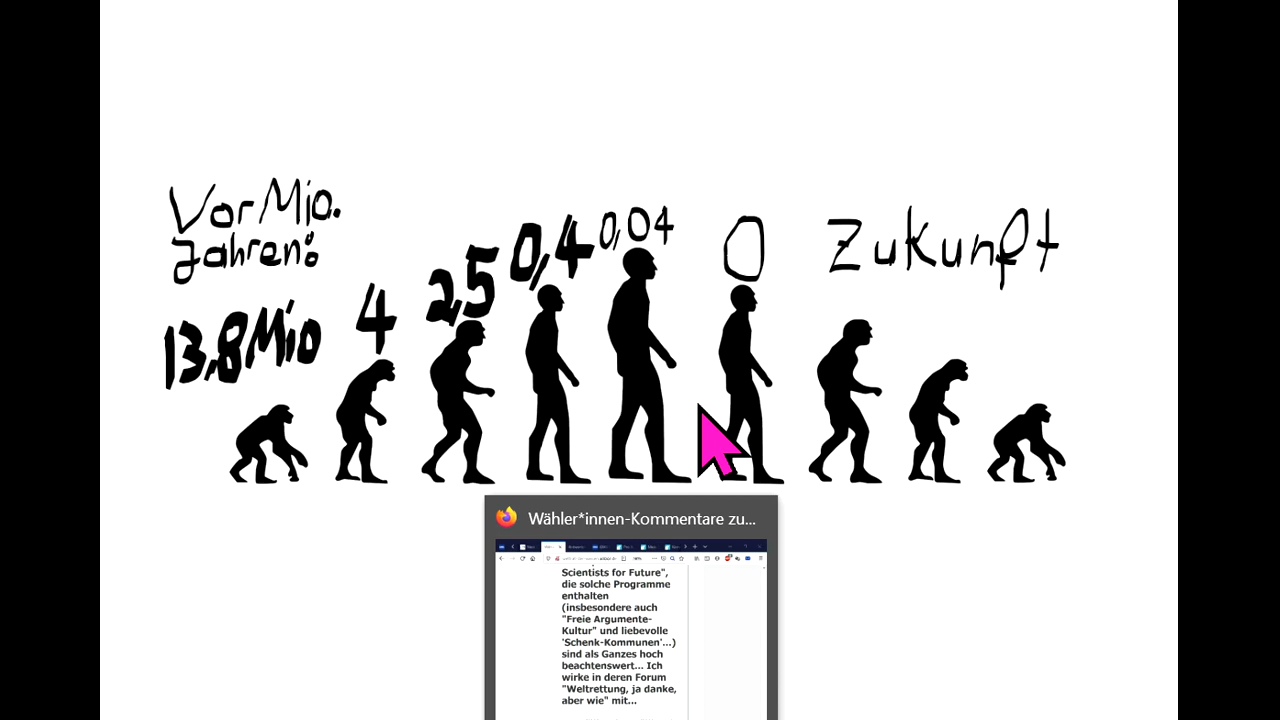 Vor Mio.
Jahren:
13,8 Mio
4
2,5
0,4
0,04
0
Zukunft
Wähler*innen-Kommentare zu...
Scientists for Future",
die solche Programme
enthalten
(insbesondere auch
"Freie Argumente-
Kultur" und liebevolle
'Schenk-Kommunen'...)
sind als Ganzes hoch
beachtenswert... Ich
wirke in deren Forum
"Weltrettung, ja danke,
aber wie" mit...